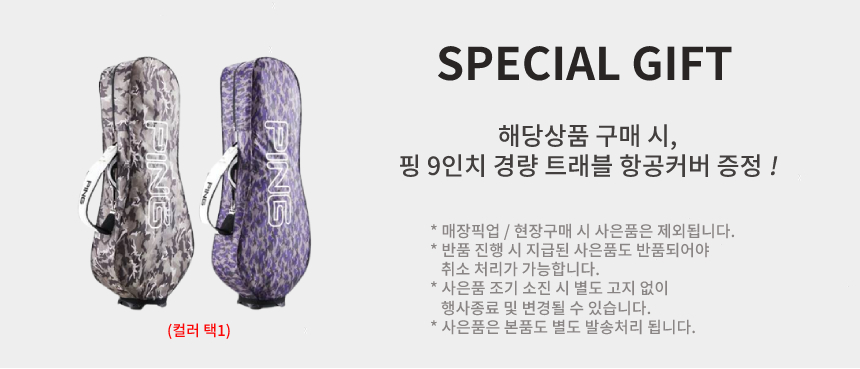 SPECIAL GIFT
해당상품 구매 시,
핑 9인치 경량 트래블 항공커버 증정 !
PING
PING
PING
PING
* 매장픽업 / 현장구매 시 사은품은 제외됩니다.
* 반품 진행 시 지급된 사은품도 반품되어야
취소 처리가 가능합니다.
* 사은품 조기 소진 시 별도 고지 없이
행사종료 및 변경될 수 있습니다.
* 사은품은 본품도 별도 발송처리 됩니다.
(컬러 택1)